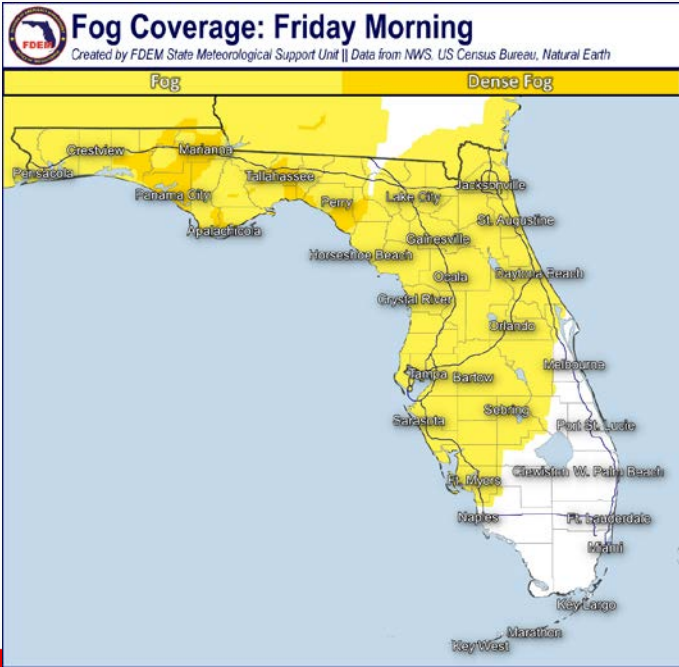 FDEM
Fog Coverage: Friday Morning
Created by FDEM State Meteorological Support Unit || Data from NWS, US Census Bureau, Natural Earth
Fog Dense Fog
Crestview Marianna
Pensacola Tallahassee Jacksonville
Panama City Perry Lake City
Apalachicola St. Augustine
Gainesville
Horseshoe Beach
Ocala Daytona Beach
Crystal River
Orlando
Melbourne
Tampa Bartow
Sebring
Sarasota Port St. Lucie
Ft. Myers Clewiston W. Palm Beach
Naples Ft. Lauderdale
Miami
Key Largo
Marathon
Key West